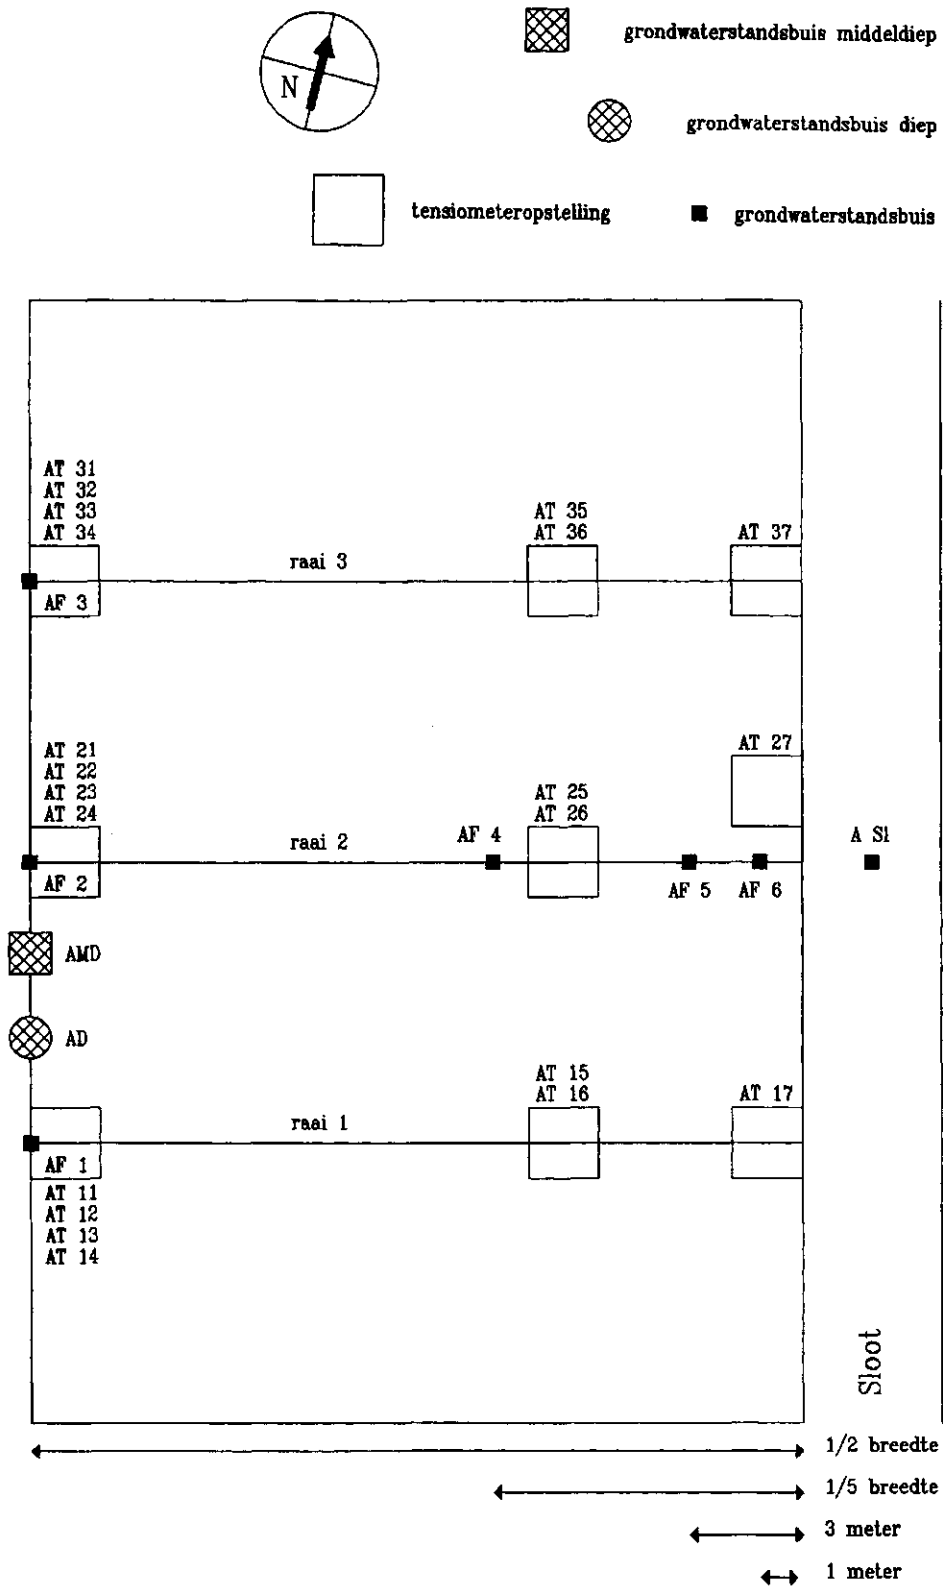 N
grondwaterstandsbuis middeldiep
grondwaterstandsbuis diep
tensiometeropstelling
grondwaterstandsbuis
AT 31
AT 32
AT 33
AT 34
AF 3
raai 3
AT 35
AT 36
AT 37
AT 21
AT 22
AT 23
AT 24
AF 2
raai 2
AF 4
AT 25
AT 26
AT 27
AF 5
AF 6
A Sl
AMD
AD
AF 1
AT 11
AT 12
AT 13
AT 14
raai 1
AT 15
AT 16
AT 17
Sloot
1/2 breedte
1/5 breedte
3 meter
1 meter